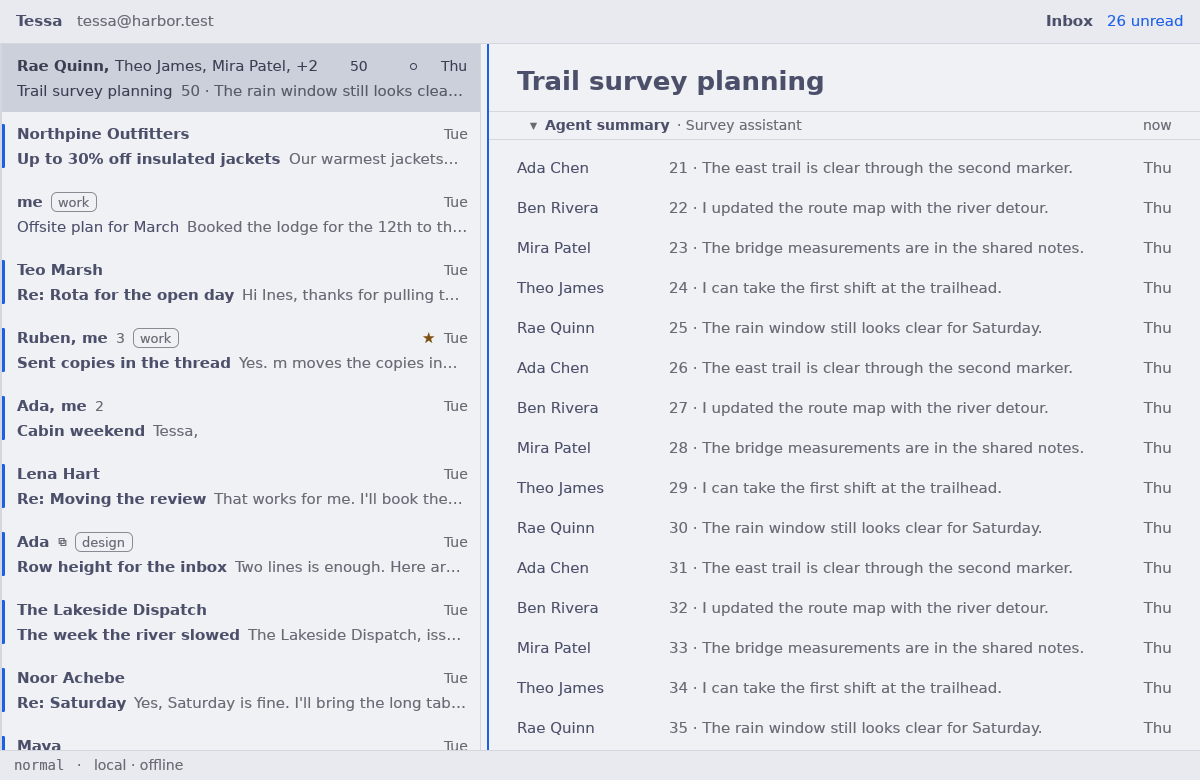 Tessa tessa@harbor.test Inbox 26 unread
Rae Quinn, Theo James, Mira Patel, +2 50 Thu
Trail survey planning 50 · The rain window still looks clea…
Northpine Outfitters Tue
Up to 30% off insulated jackets Our warmest jackets…
me work Tue
Offsite plan for March Booked the lodge for the 12th to th…
Teo Marsh Tue
Re: Rota for the open day Hi Ines, thanks for pulling t…
Ruben, me 3 work ★ Tue
Sent copies in the thread Yes. m moves the copies in…
Ada, me 2 Tue
Cabin weekend Tessa,
Lena Hart Tue
Re: Moving the review That works for me. I'll book the…
Ada design Tue
Row height for the inbox Two lines is enough. Here ar…
The Lakeside Dispatch Tue
The week the river slowed The Lakeside Dispatch, iss…
Noor Achebe Tue
Re: Saturday Yes, Saturday is fine. I'll bring the long tab…
Maya Tue
Trail survey planning
▾ Agent summary · Survey assistant now
Ada Chen 21 · The east trail is clear through the second marker. Thu
Ben Rivera 22 · I updated the route map with the river detour. Thu
Mira Patel 23 · The bridge measurements are in the shared notes. Thu
Theo James 24 · I can take the first shift at the trailhead. Thu
Rae Quinn 25 · The rain window still looks clear for Saturday. Thu
Ada Chen 26 · The east trail is clear through the second marker. Thu
Ben Rivera 27 · I updated the route map with the river detour. Thu
Mira Patel 28 · The bridge measurements are in the shared notes. Thu
Theo James 29 · I can take the first shift at the trailhead. Thu
Rae Quinn 30 · The rain window still looks clear for Saturday. Thu
Ada Chen 31 · The east trail is clear through the second marker. Thu
Ben Rivera 32 · I updated the route map with the river detour. Thu
Mira Patel 33 · The bridge measurements are in the shared notes. Thu
Theo James 34 · I can take the first shift at the trailhead. Thu
Rae Quinn 35 · The rain window still looks clear for Saturday. Thu
normal · local · offline